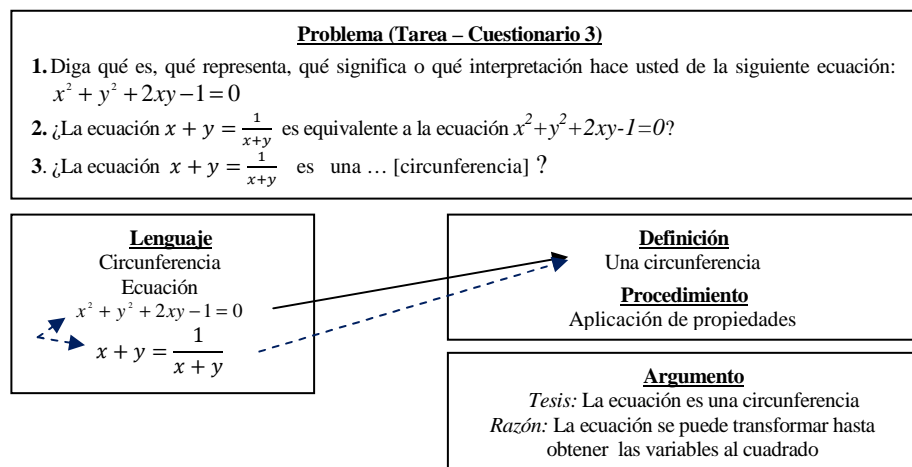 Problema (Tarea – Cuestionario 3)
1. Diga qué es, qué representa, qué significa o qué interpretación hace usted de la siguiente ecuación:
x² + y² + 2xy – 1 = 0
2. ¿La ecuación x + y = 1/(x+y) es equivalente a la ecuación x²+y²+2xy-1=0?
3. ¿La ecuación x + y = 1/(x+y) es una … [circunferencia] ?
Lenguaje
Circunferencia
Ecuación
x² + y² + 2xy – 1 = 0
x + y = 1/(x + y)
Definición
Una circunferencia
Procedimiento
Aplicación de propiedades
Argumento
Tesis: La ecuación es una circunferencia
Razón: La ecuación se puede transformar hasta
obtener las variables al cuadrado